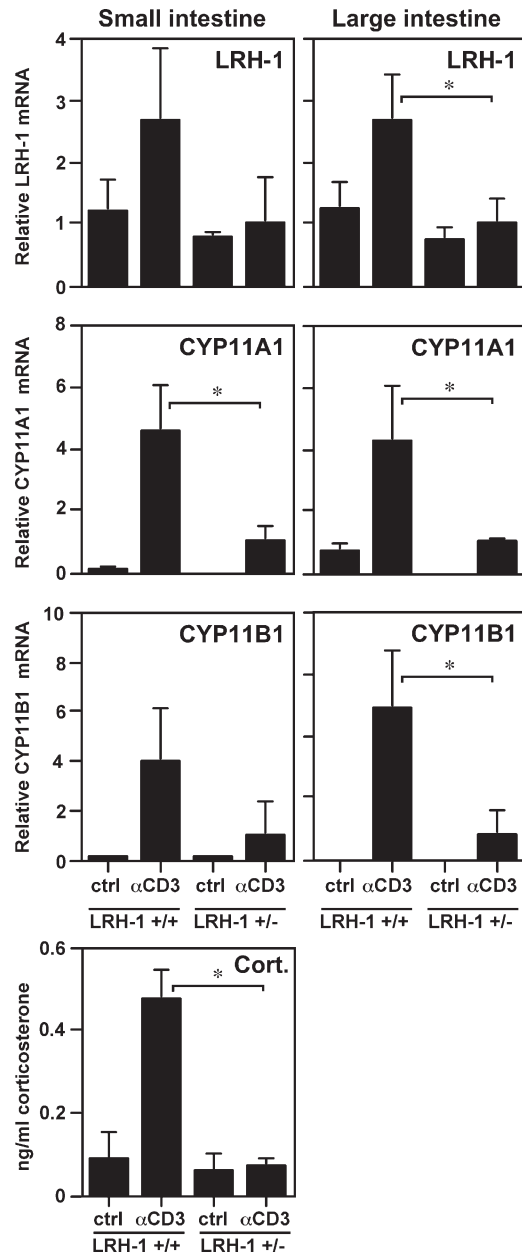 Small intestine Large intestine
LRH-1 LRH-1
Relative LRH-1 mRNA
4
3
2
1
0
*
CYP11A1 CYP11A1
Relative CYP11A1 mRNA
8
6
4
2
0
* *
CYP11B1 CYP11B1
Relative CYP11B1 mRNA
10
8
6
4
2
0
*
ctrl αCD3 ctrl αCD3 ctrl αCD3 ctrl αCD3
LRH-1 +/+ LRH-1 +/- LRH-1 +/+ LRH-1 +/-
Cort.
ng/ml corticosterone
0.6
0.4
0.2
0
*
ctrl αCD3 ctrl αCD3
LRH-1 +/+ LRH-1 +/-